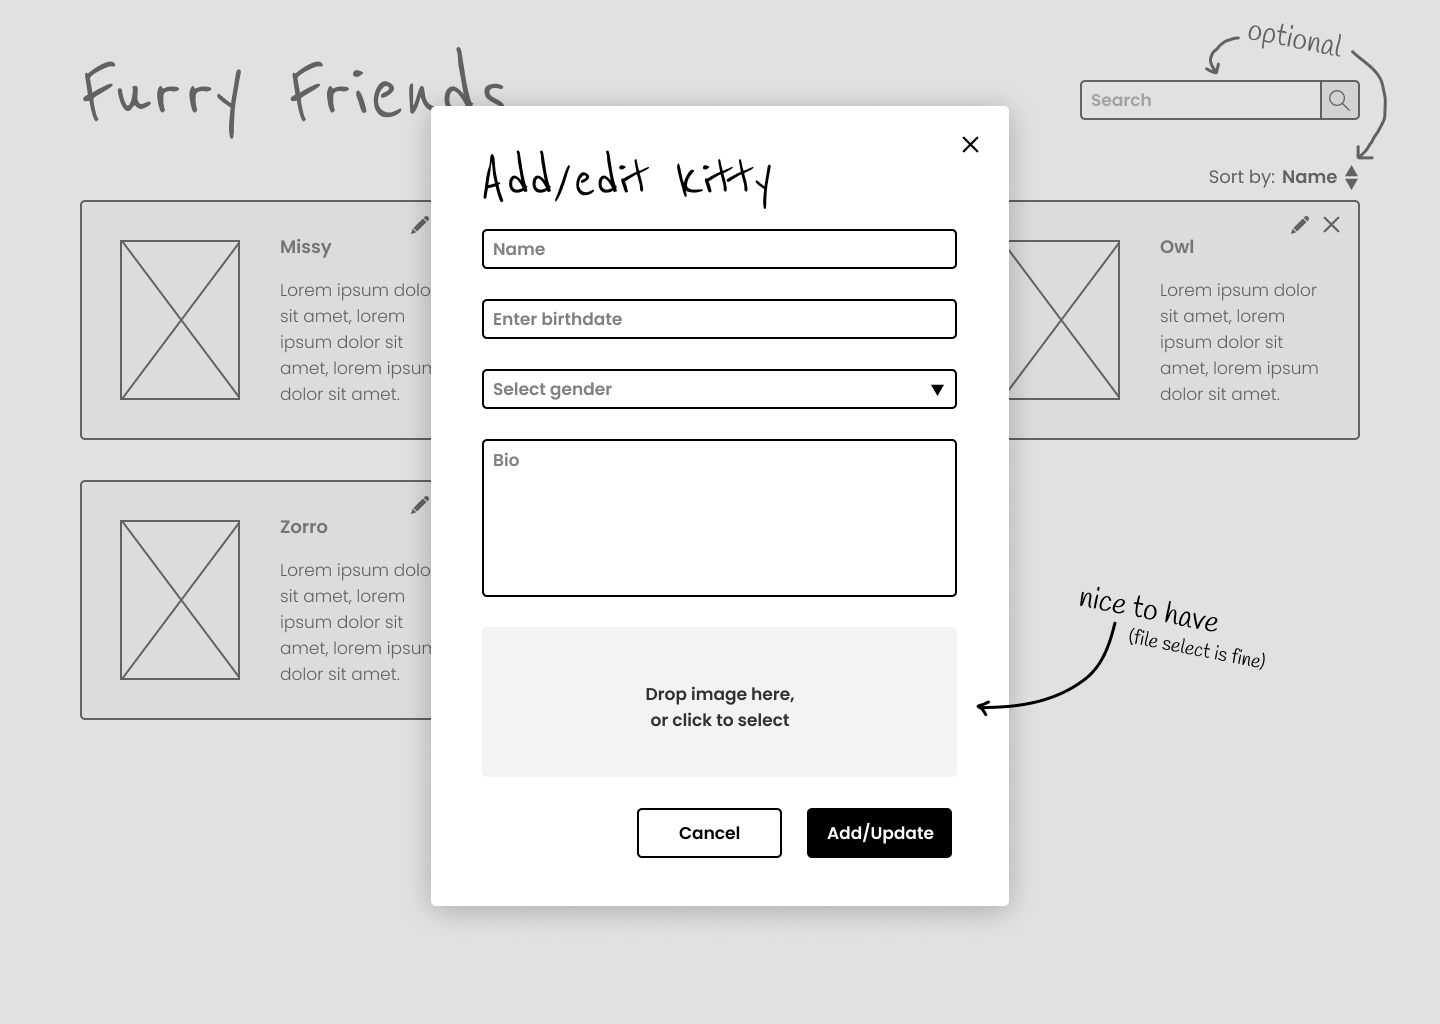 optional
Furry Friends
Search
Sort by: Name
Add/edit kitty
Name
Enter birthdate
Select gender
Bio
Drop image here,
or click to select
Cancel
Add/Update
Missy
Lorem ipsum dolo
sit amet, lorem
ipsum dolor sit
amet, lorem ipsum
dolor sit amet.
Owl
Lorem ipsum dolor
sit amet, lorem
ipsum dolor sit
amet, lorem ipsum
dolor sit amet.
Zorro
Lorem ipsum dolo
sit amet, lorem
ipsum dolor sit
amet, lorem ipsum
dolor sit amet.
nice to have
(file select is fine)